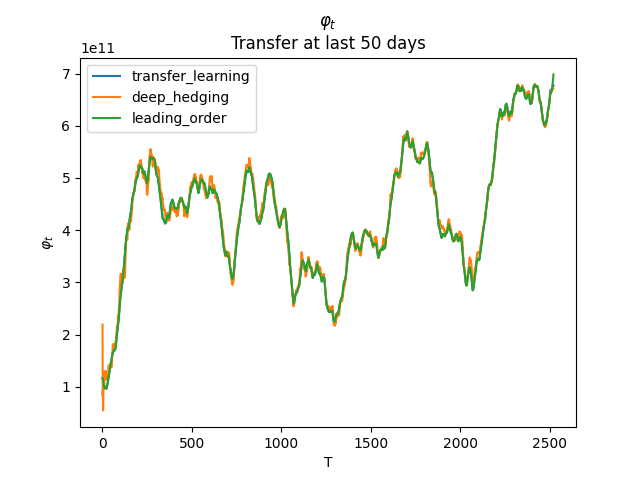 φₜ
Transfer at last 50 days
1e11
transfer_learning
deep_hedging
leading_order
7
6
5
4
3
2
1
φₜ
0
500
1000
1500
2000
2500
T